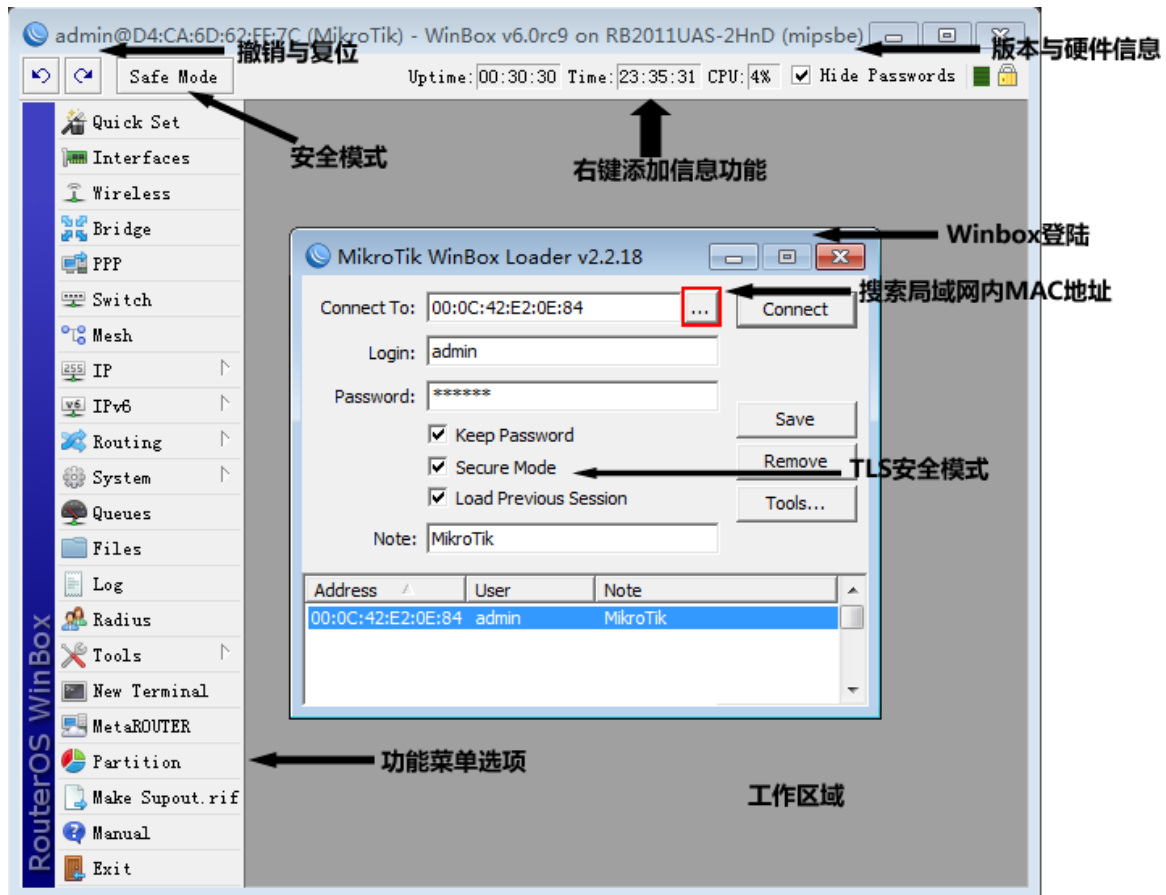 admin@D4:CA:6D:62:FF:7C (MikroTik) - WinBox v6.0rc9 on RB2011UAS-2HnD (mipsbe)
撤销与复位
版本与硬件信息
Safe Mode
Uptime: 00:30:30 Time: 23:35:31 CPU: 4% Hide Passwords
Quick Set
Interfaces
安全模式
右键添加信息功能
Wireless
Bridge
Winbox登陆
MikroTik WinBox Loader v2.2.18
PPP
搜索局域网内MAC地址
Switch
Connect To: 00:0C:42:E2:0E:84 ... Connect
Mesh
Login: admin
255 IP
Password: ******
v6 IPv6
Save
Keep Password
Routing
Secure Mode
Remove
TLS安全模式
System
Load Previous Session
Tools...
Queues
Note: MikroTik
Files
Log
Address User Note
00:0C:42:E2:0E:84 admin MikroTik
Radius
Tools
New Terminal
MetaROUTER
Partition
功能菜单选项
Make Supout.rif
工作区域
Manual
Exit
RouterOS WinBox